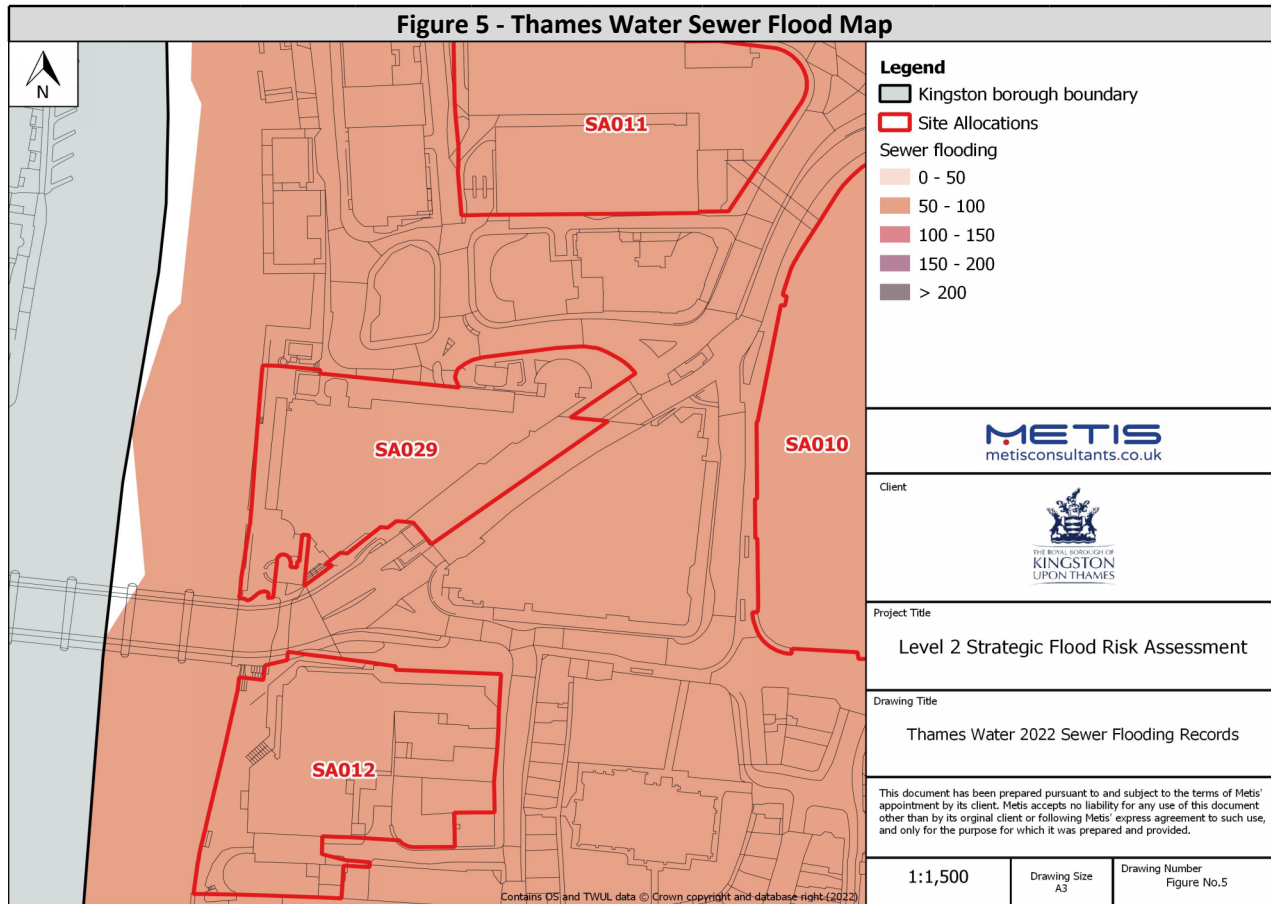 Figure 5 - Thames Water Sewer Flood Map
N
SA011
SA029
SA010
SA012
Contains OS and TWUL data © Crown copyright and database right (2022)
Legend
Kingston borough boundary
Site Allocations
Sewer flooding
0 - 50
50 - 100
100 - 150
150 - 200
> 200
METIS
metisconsultants.co.uk
Client
THE ROYAL BOROUGH OF
KINGSTON
UPON THAMES
Project Title
Level 2 Strategic Flood Risk Assessment
Drawing Title
Thames Water 2022 Sewer Flooding Records
This document has been prepared pursuant to and subject to the terms of Metis'
appointment by its client. Metis accepts no liability for any use of this document
other than by its orginal client or following Metis' express agreement to such use,
and only for the purpose for which it was prepared and provided.
1:1,500
Drawing Size
A3
Drawing Number
Figure No.5